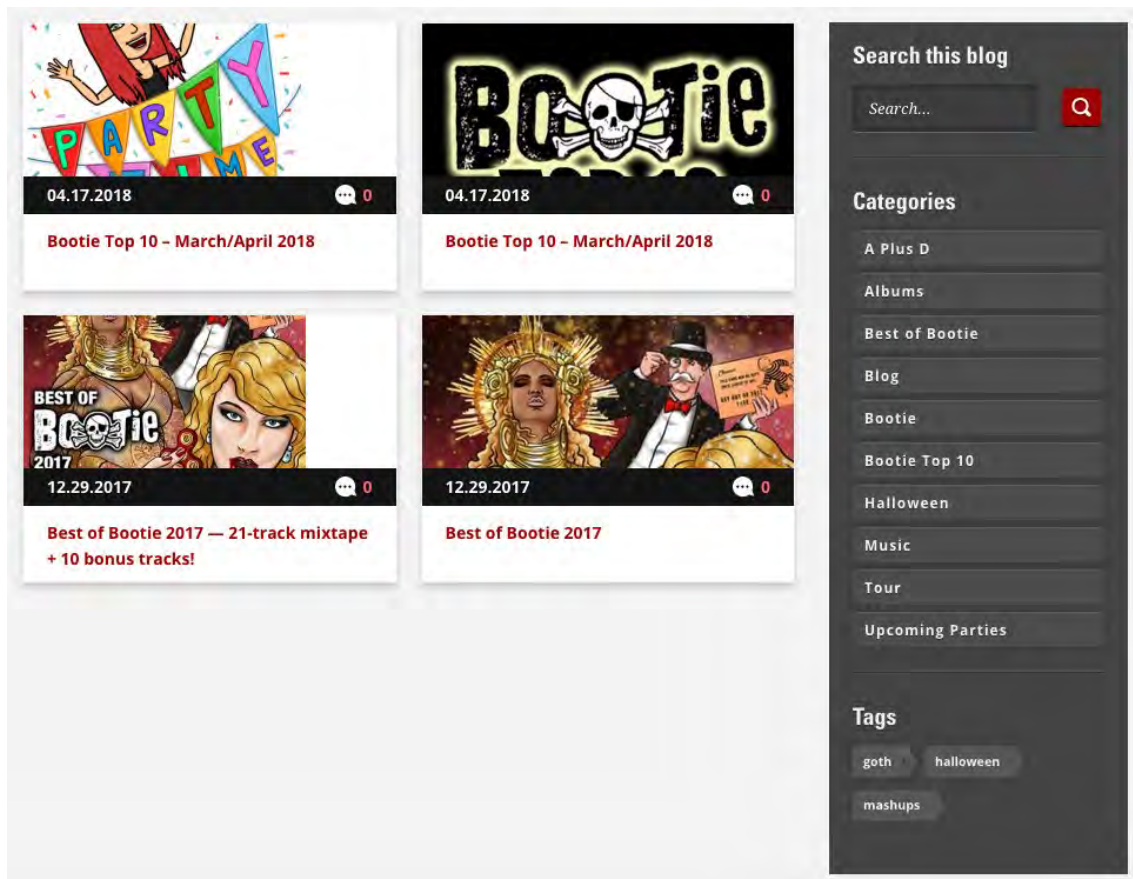 PARTY
TIME
04.17.2018 0
Bootie Top 10 – March/April 2018
BOOTie
TOP 10
04.17.2018 0
Bootie Top 10 – March/April 2018
BEST OF
BOOTie
2017
12.29.2017 0
Best of Bootie 2017 — 21-track mixtape
+ 10 bonus tracks!
12.29.2017 0
Best of Bootie 2017
Search this blog
Search...
Categories
A Plus D
Albums
Best of Bootie
Blog
Bootie
Bootie Top 10
Halloween
Music
Tour
Upcoming Parties
Tags
goth halloween
mashups